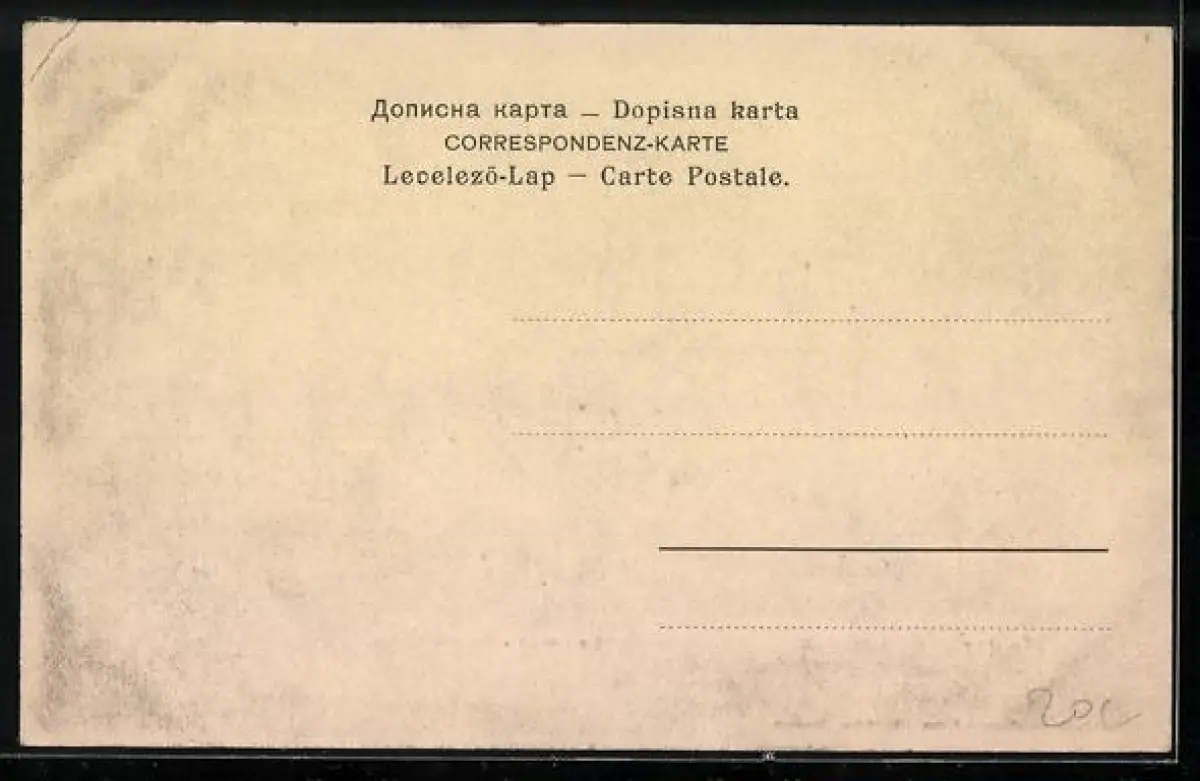 Дописна карта — Dopisna karta
CORRESPONDENZ-KARTE
Levelező-Lap — Carte Postale.